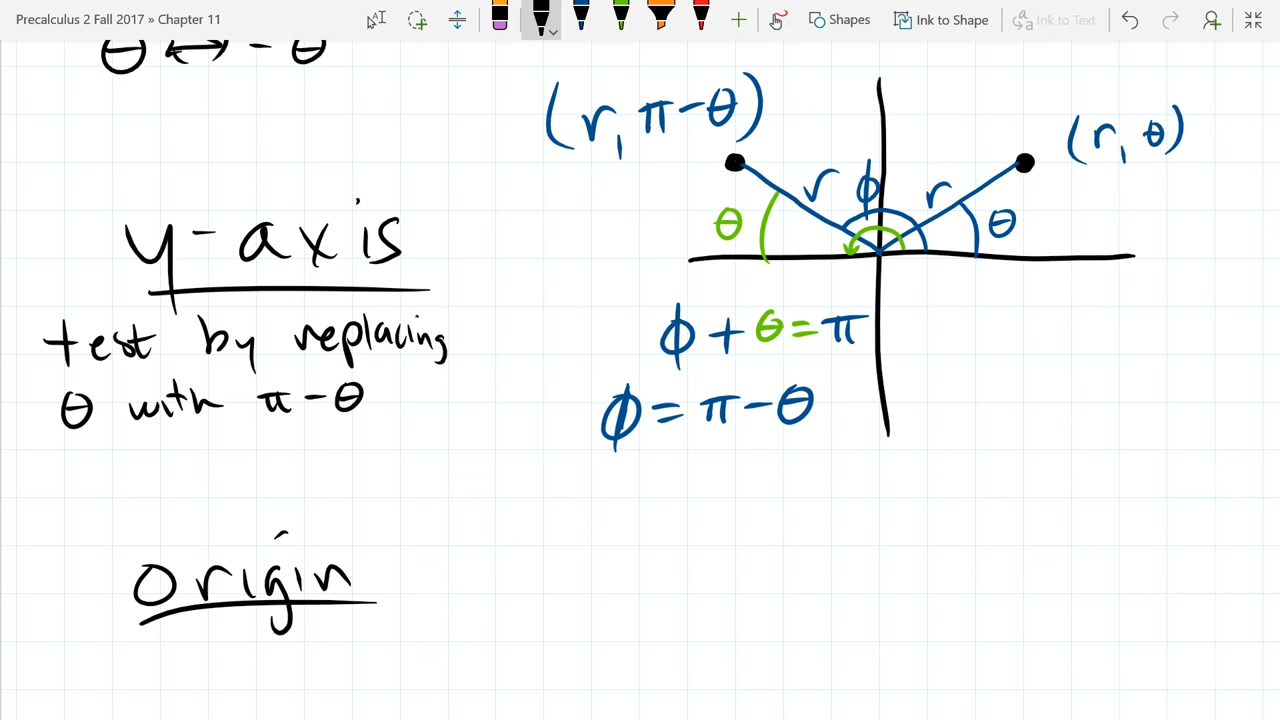 Precalculus 2 Fall 2017 » Chapter 11
Shapes
Ink to Shape
Ink to Text
θ ↔ - θ
y-axis
test by replacing
θ with π-θ
origin
(r, π-θ)
(r, θ)
r
ϕ
r
θ
θ
ϕ + θ = π
ϕ = π - θ